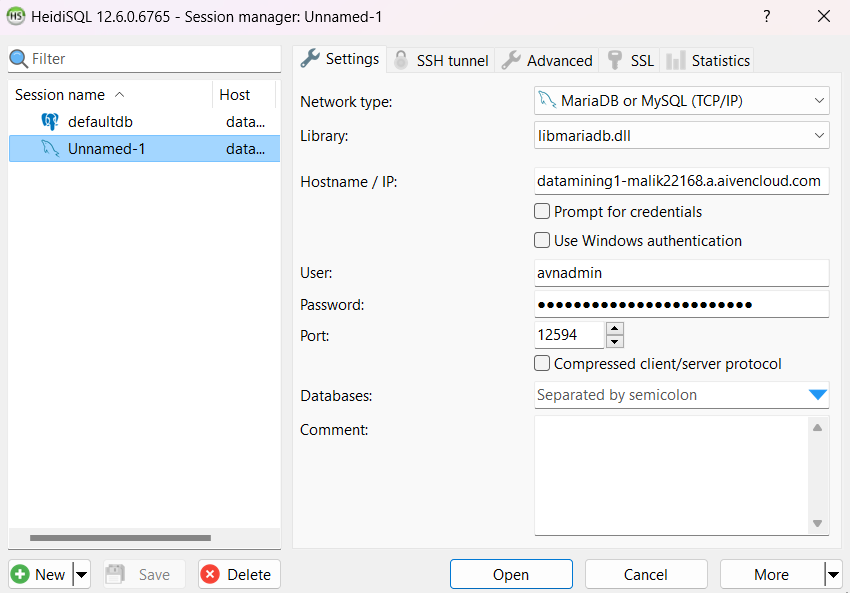 HS HeidiSQL 12.6.0.6765 - Session manager: Unnamed-1 ?
Filter
Session name Host
defaultdb data...
Unnamed-1 data...
New Save Delete
Settings SSH tunnel Advanced SSL Statistics
Network type: MariaDB or MySQL (TCP/IP)
Library: libmariadb.dll
Hostname / IP: datamining1-malik22168.a.aivencloud.com
Prompt for credentials
Use Windows authentication
User: avnadmin
Password: ●●●●●●●●●●●●●●●●●●●●●●●●
Port: 12594
Compressed client/server protocol
Databases: Separated by semicolon
Comment:
Open Cancel More